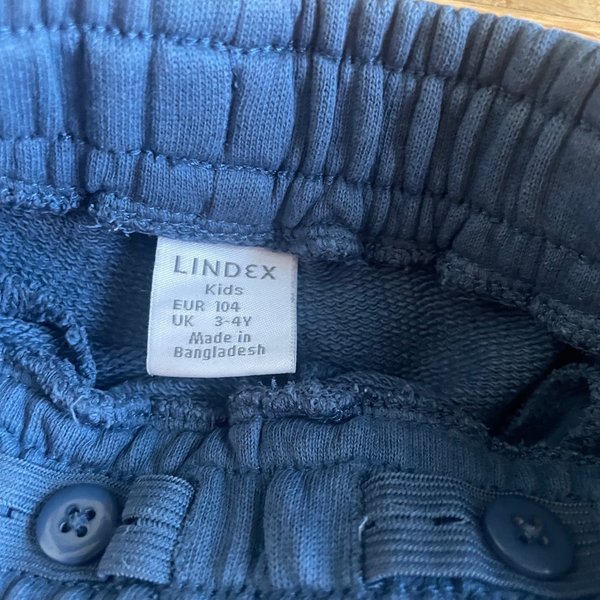 LINDEX
Kids
EUR 104
UK 3-4Y
Made in
Bangladesh